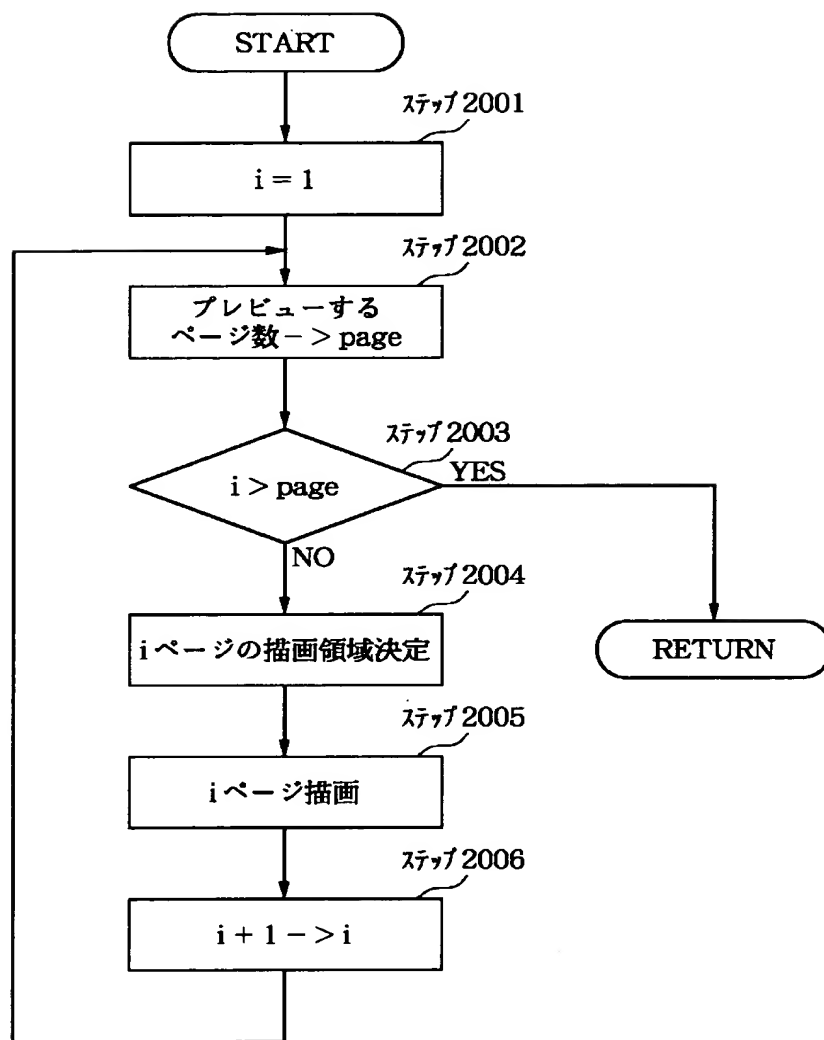 START
ステップ2001
i = 1
ステップ2002
プレビューする
ページ数->page
ステップ2003
i > page
YES
NO
ステップ2004
iページの描画領域決定
RETURN
ステップ2005
iページ描画
ステップ2006
i + 1 -> i